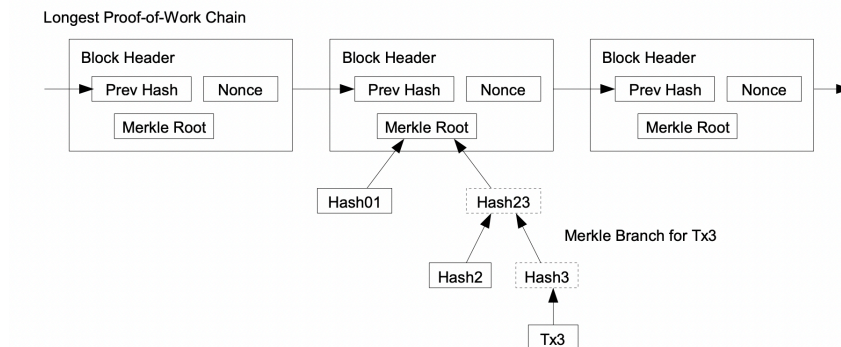 Longest Proof-of-Work Chain
Block Header Block Header Block Header
Prev Hash Nonce Prev Hash Nonce Prev Hash Nonce
Merkle Root Merkle Root Merkle Root
Hash01 Hash23
Merkle Branch for Tx3
Hash2 Hash3
Tx3